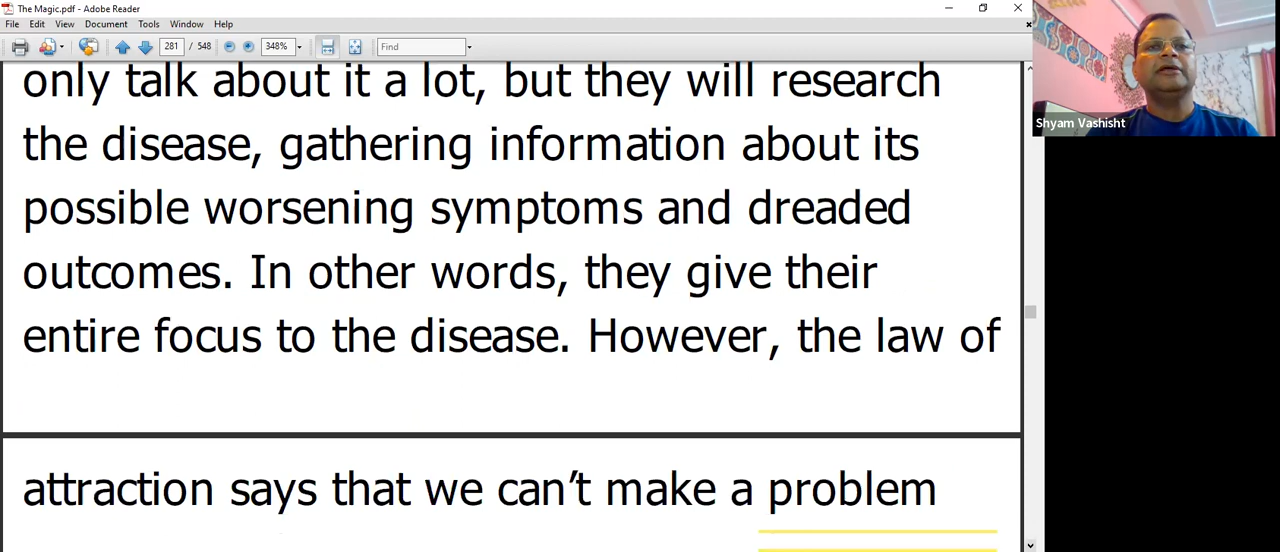 The Magic.pdf - Adobe Reader
File Edit View Document Tools Window Help
281 / 548 348% Find
only talk about it a lot, but they will research
the disease, gathering information about its
possible worsening symptoms and dreaded
outcomes. In other words, they give their
entire focus to the disease. However, the law of
attraction says that we can't make a problem
Shyam Vashisht